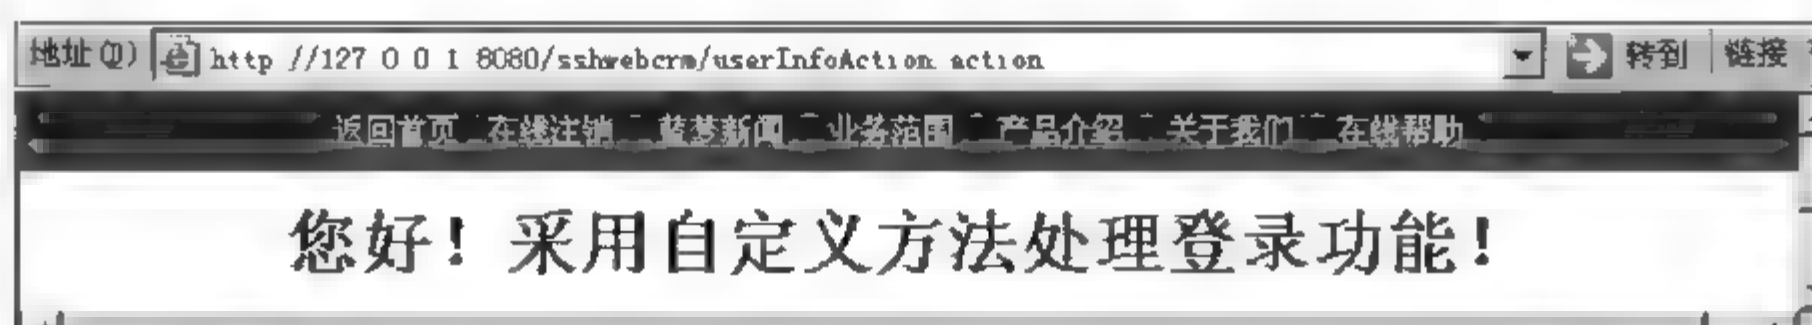 地址(D) http //127 0 0 1 8080/sshwebcrm/userInfoAction action 转到 链接
返回首页 在线注销 蓝梦新闻 业务范围 产品介绍 关于我们 在线帮助
您好！采用自定义方法处理登录功能！